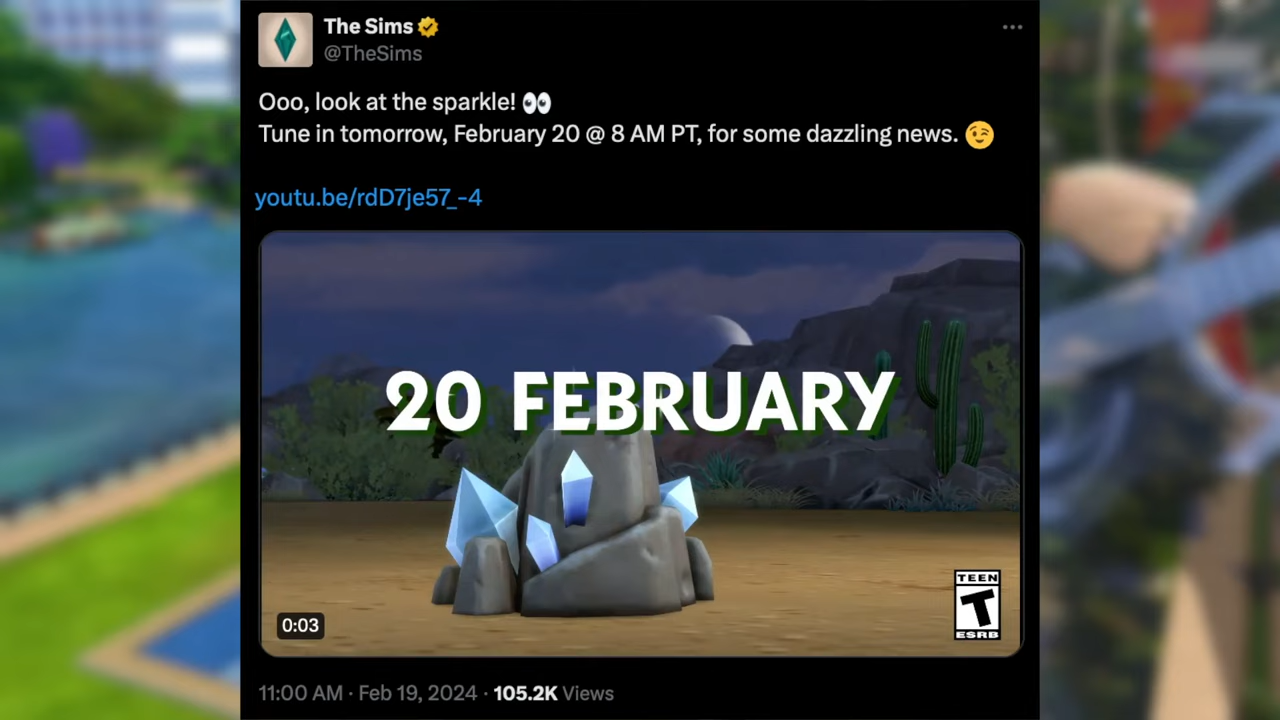 The Sims
@TheSims
Ooo, look at the sparkle! 👀
Tune in tomorrow, February 20 @ 8 AM PT, for some dazzling news. 😉
youtu.be/rdD7je57_-4
20 FEBRUARY
TEEN
T
ESRB
0:03
11:00 AM · Feb 19, 2024 · 105.2K Views